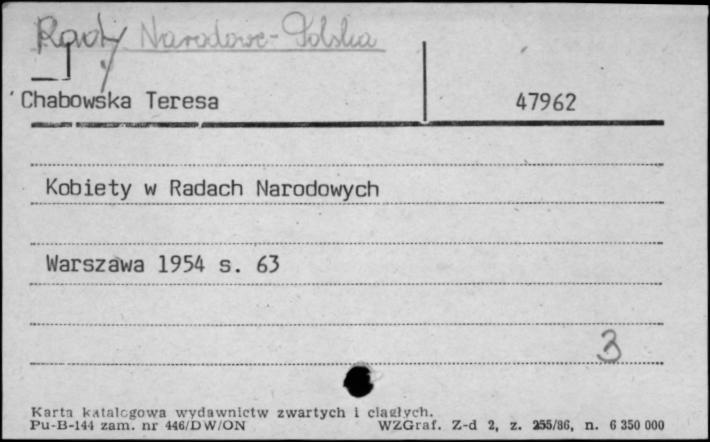 Rady Narodowe - Polska
Chabowska Teresa 47962
Kobiety w Radach Narodowych
Warszawa 1954 s. 63
3
Karta katalogowa wydawnictw zwartych i ciągłych.
Pu-B-144 zam. nr 446/DW/ON WZGraf. Z-d 2, z. 255/86, n. 6 350 000